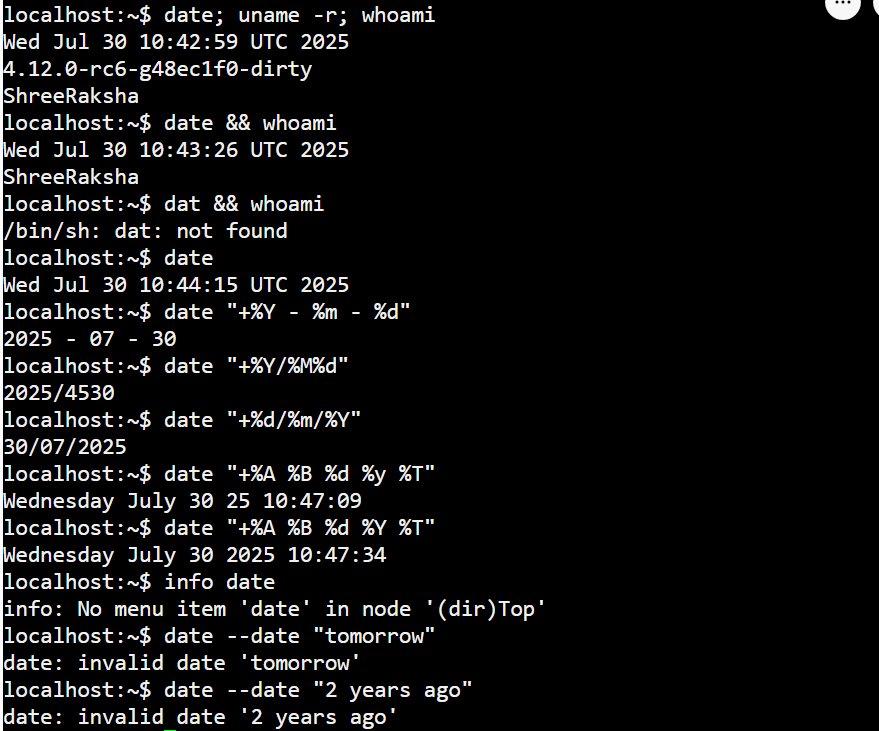 localhost:~$ date; uname -r; whoami
Wed Jul 30 10:42:59 UTC 2025
4.12.0-rc6-g48ec1f0-dirty
ShreeRaksha
localhost:~$ date && whoami
Wed Jul 30 10:43:26 UTC 2025
ShreeRaksha
localhost:~$ dat && whoami
/bin/sh: dat: not found
localhost:~$ date
Wed Jul 30 10:44:15 UTC 2025
localhost:~$ date "+%Y - %m - %d"
2025 - 07 - 30
localhost:~$ date "+%Y/%M%d"
2025/4530
localhost:~$ date "+%d/%m/%Y"
30/07/2025
localhost:~$ date "+%A %B %d %y %T"
Wednesday July 30 25 10:47:09
localhost:~$ date "+%A %B %d %Y %T"
Wednesday July 30 2025 10:47:34
localhost:~$ info date
info: No menu item 'date' in node '(dir)Top'
localhost:~$ date --date "tomorrow"
date: invalid date 'tomorrow'
localhost:~$ date --date "2 years ago"
date: invalid date '2 years ago'